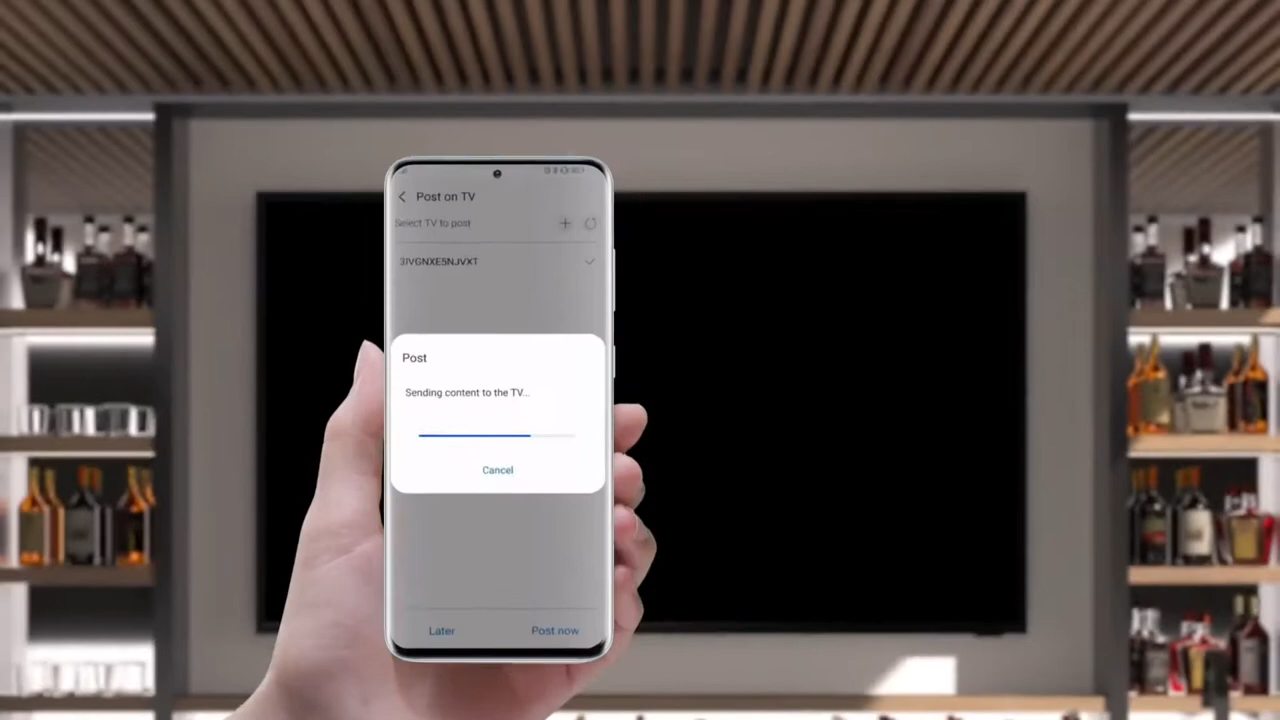 Post on TV
Select TV to post
3IVGNXE5NJVXT
Post
Sending content to the TV...
Cancel
Later
Post now